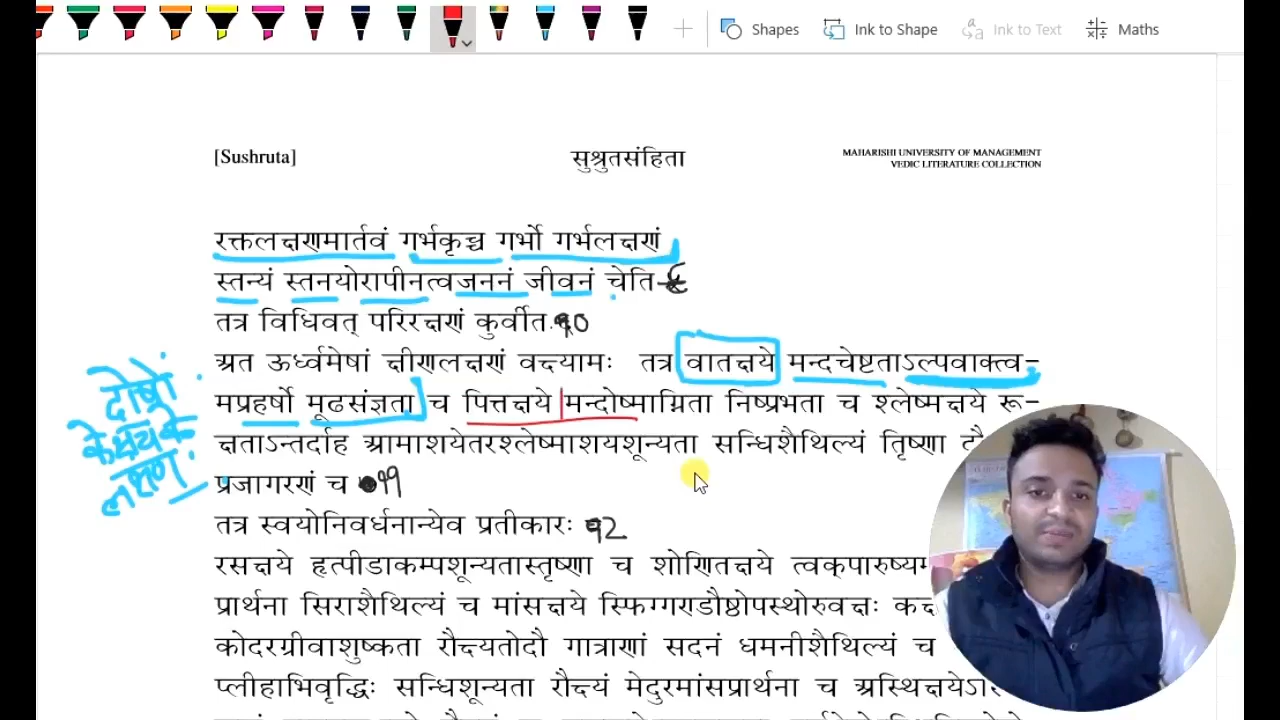 Shapes Ink to Shape Ink to Text Maths
[Sushruta] सुश्रुतसंहिता MAHARISHI UNIVERSITY OF MANAGEMENT
VEDIC LITERATURE COLLECTION
रक्तलक्षणमार्तवं गर्भकृच्च गर्भो गर्भलक्षणं
स्तन्यं स्तनयोरापीनत्वजननं जीवनं चेति
तत्र विधिवत् परिरक्षणं कुर्वीत १०
अत ऊर्ध्वमेषां क्षीणलक्षणं वक्ष्यामः तत्र वातक्षये मन्दचेष्टताऽल्पवाक्त्व-
मप्रहर्षो मूढसंज्ञता च पित्तक्षये मन्दोष्माग्निता निष्प्रभता च श्लेष्मक्षये रू-
क्षताऽन्तर्दाह आमाशयेतरश्लेष्माशयशून्यता सन्धिशैथिल्यं तृष्णा
दोषो
के क्षय के
लक्षण
प्रजागरणं च ११
तत्र स्वयोनिवर्धनान्येव प्रतीकारः १२
रसक्षये हृत्पीडाकम्पशून्यतास्तृष्णा च शोणितक्षये
प्रार्थना सिराशैथिल्यं च मांसक्षये स्फिग्गण्डौष्ठोपस्थोरुवक्षः
कोदरग्रीवाशुष्कता रौक्ष्यतोदौ गात्राणां सदनं धमनीशैथिल्यं च
प्लीहाभिवृद्धिः सन्धिशून्यता रौक्ष्यं मेदुरमांसप्रार्थना च